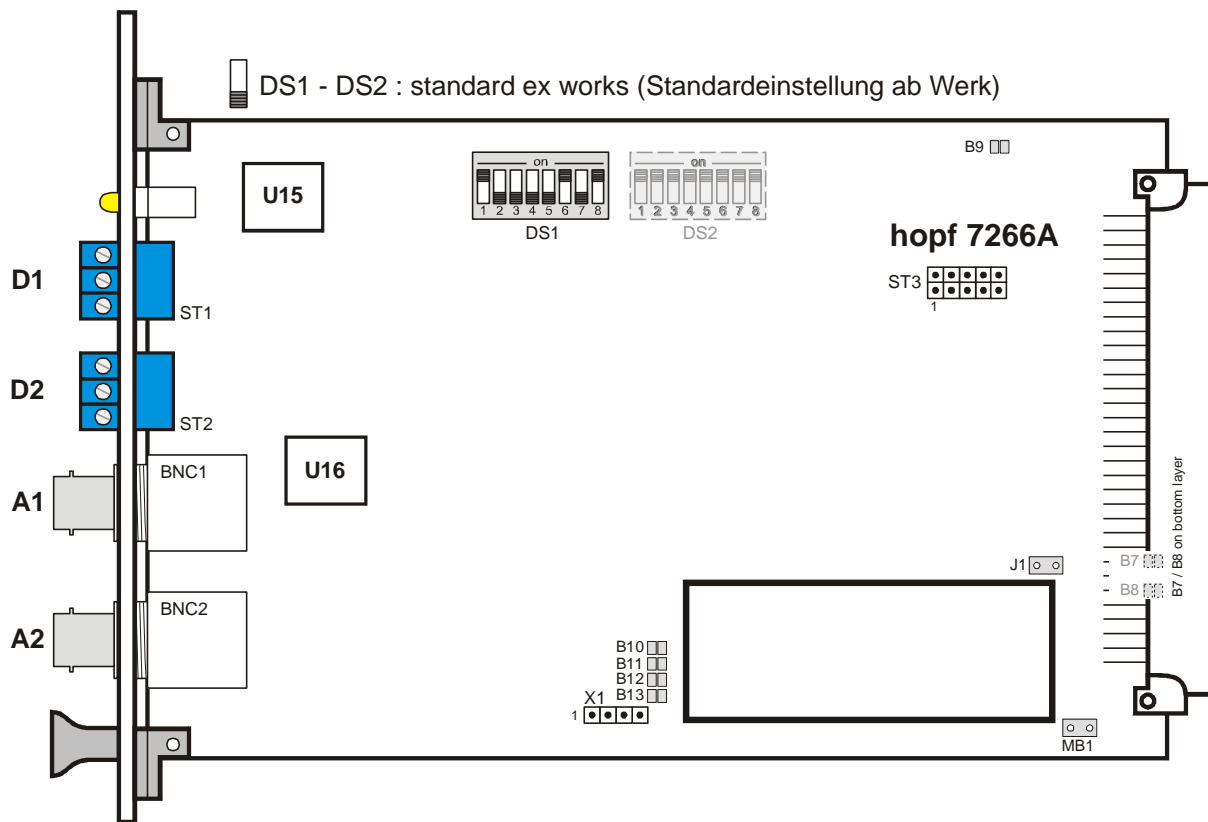 DS1 - DS2 : standard ex works (Standardeinstellung ab Werk)
B9
U15
on
1 2 3 4 5 6 7 8
DS1
on
1 2 3 4 5 6 7 8
DS2
hopf 7266A
D1
ST1
ST3
1
D2
ST2
A1
BNC1
U16
J1
B7
B8
B7 / B8 on bottom layer
A2
BNC2
B10
B11
B12
B13
X1
1
MB1